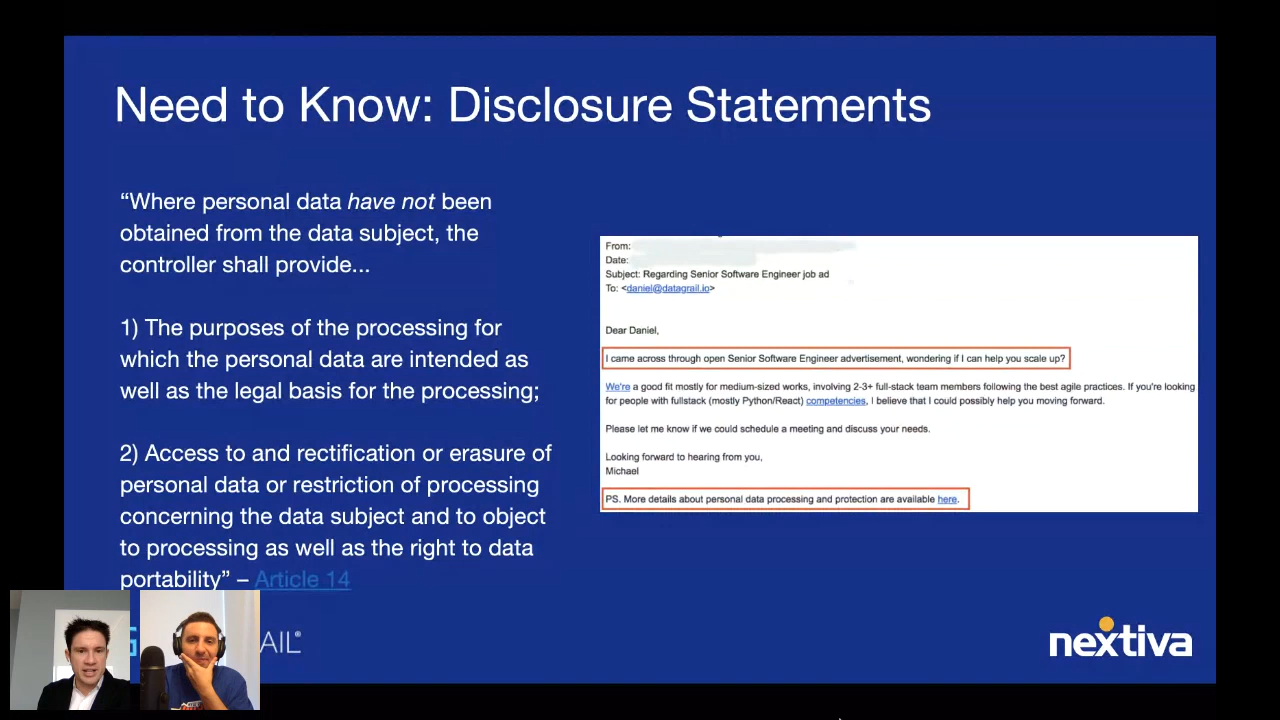 Need to Know: Disclosure Statements
“Where personal data have not been
obtained from the data subject, the
controller shall provide...
1) The purposes of the processing for
which the personal data are intended as
well as the legal basis for the processing;
2) Access to and rectification or erasure of
personal data or restriction of processing
concerning the data subject and to object
to processing as well as the right to data
portability” – Article 14
From:
Date:
Subject: Regarding Senior Software Engineer job ad
To: <daniel@datagrail.io>
Dear Daniel,
I came across through open Senior Software Engineer advertisement, wondering if I can help you scale up?
We're a good fit mostly for medium-sized works, involving 2-3+ full-stack team members following the best agile practices. If you're looking
for people with fullstack (mostly Python/React) competencies, I believe that I could possibly help you moving forward.
Please let me know if we could schedule a meeting and discuss your needs.
Looking forward to hearing from you,
Michael
PS. More details about personal data processing and protection are available here.
AIL®
nextiva